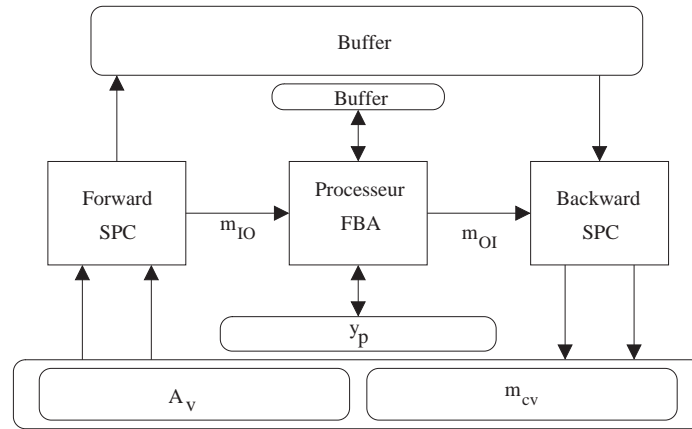 Buffer
Buffer
Forward
SPC
m_IO
Processeur
FBA
m_OI
Backward
SPC
y_p
A_v
m_cv